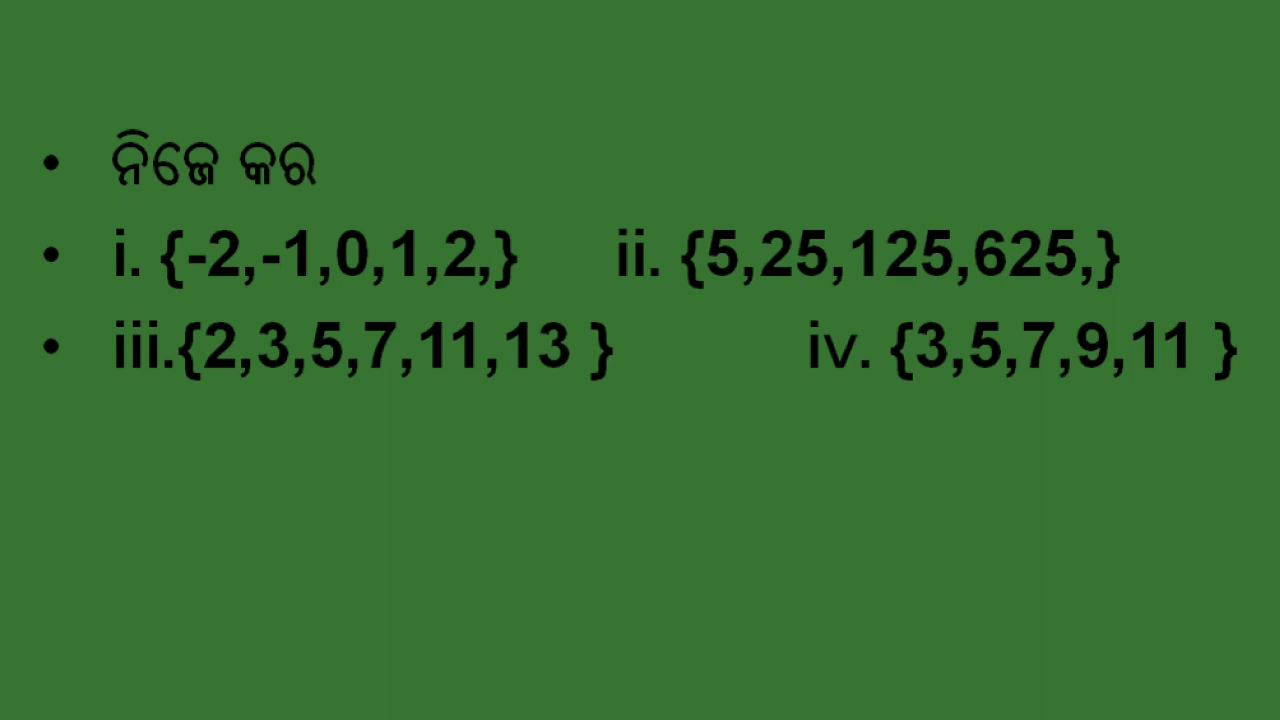 • ନିଜେ କର
• i. {-2,-1,0,1,2,} ii. {5,25,125,625,}
• iii.{2,3,5,7,11,13 } iv. {3,5,7,9,11 }